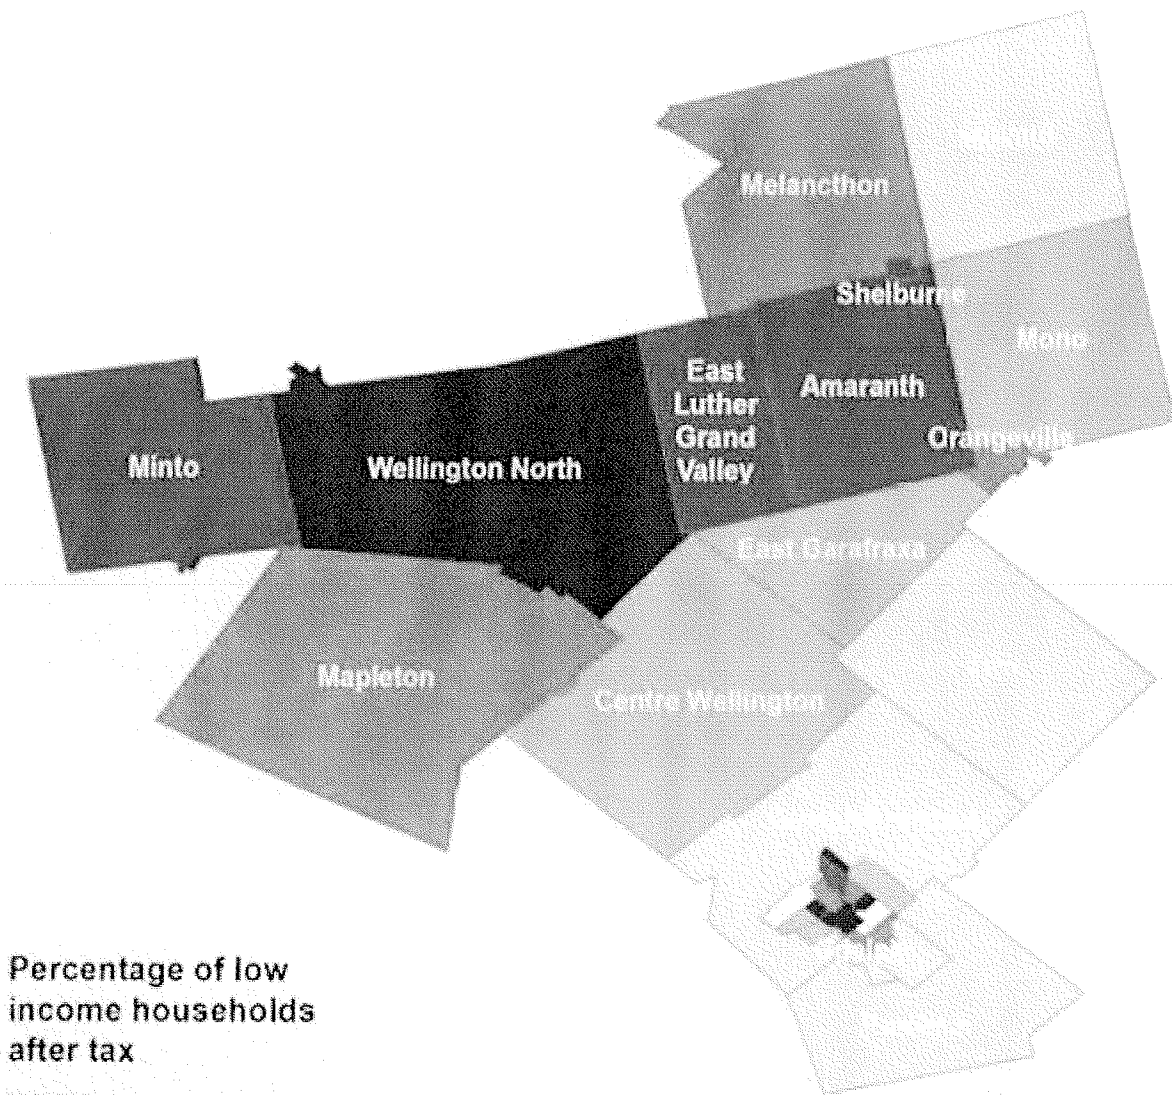 Melancthon
Shelburne
Mono
East
Luther
Grand
Valley
Amaranth
Orangeville
Minto
Wellington North
East Garafraxa
Mapleton
Centre Wellington
Percentage of low
income households
after tax